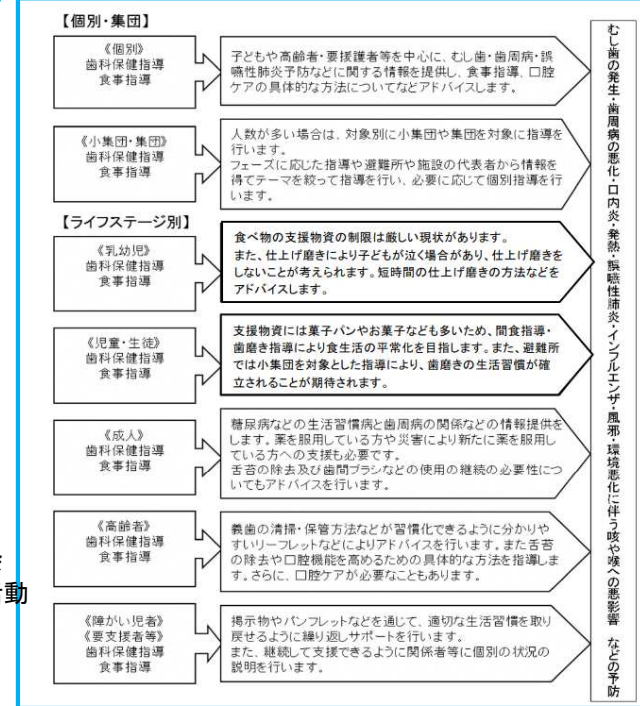 【個別・集団】
《個別》
歯科保健指導
食事指導
子どもや高齢者・要援護者等を中心に、むし歯・歯周病・誤
嚥性肺炎予防などに関する情報を提供し、食事指導、口腔
ケアの具体的な方法についてなどアドバイスします。
《小集団・集団》
歯科保健指導
食事指導
人数が多い場合は、対象別に小集団や集団を対象に指導を
行います。
フェーズに応じた指導や避難所や施設の代表者から情報を
得てテーマを絞って指導を行い、必要に応じて個別指導を行
います。
【ライフステージ別】
《乳幼児》
歯科保健指導
食事指導
食べ物の支援物資の制限は厳しい現状があります。
また、仕上げ磨きにより子どもが泣く場合があり、仕上げ磨きを
しないことが考えられます。短時間の仕上げ磨きの方法などを
アドバイスします。
《児童・生徒》
歯科保健指導
食事指導
支援物資には菓子パンやお菓子なども多いため、間食指導・
歯磨き指導により食生活の平常化を目指します。また、避難所
では小集団を対象とした指導により、歯磨きの生活習慣が確
立されることが期待されます。
《成人》
歯科保健指導
食事指導
糖尿病などの生活習慣病と歯周病の関係などの情報提供を
します。薬を服用している方や災害により新たに薬を服用し
ている方への支援も必要です。
舌苔の除去及び歯間ブラシなどの使用の継続の必要性につ
いてもアドバイスを行います。
《高齢者》
歯科保健指導
食事指導
義歯の清掃・保管方法などが習慣化できるように分かりや
すいリーフレットなどによりアドバイスを行います。また舌苔
の除去や口腔機能を高めるための具体的な方法を指導しま
す。さらに、口腔ケアが必要なこともあります。
《障がい児者》
《要支援者等》
歯科保健指導
食事指導
掲示物やパンフレットなどを通じて、適切な生活習慣を取り
戻せるように繰り返しサポートを行います。
また、継続して支援できるように関係者等に個別の状況の
説明を行います。
むし歯の発生・歯周病の悪化・口内炎・発熱・誤嚥性肺炎・インフルエンザ・風邪・環境悪化に伴う咳や喉への悪影響 などの予防
動